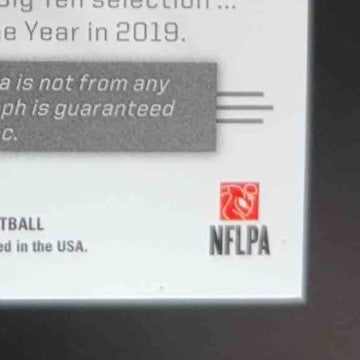 Big Ten selection ...
e Year in 2019.
a is not from any
ph is guaranteed
c.
TBALL
ed in the USA.
NFLPA